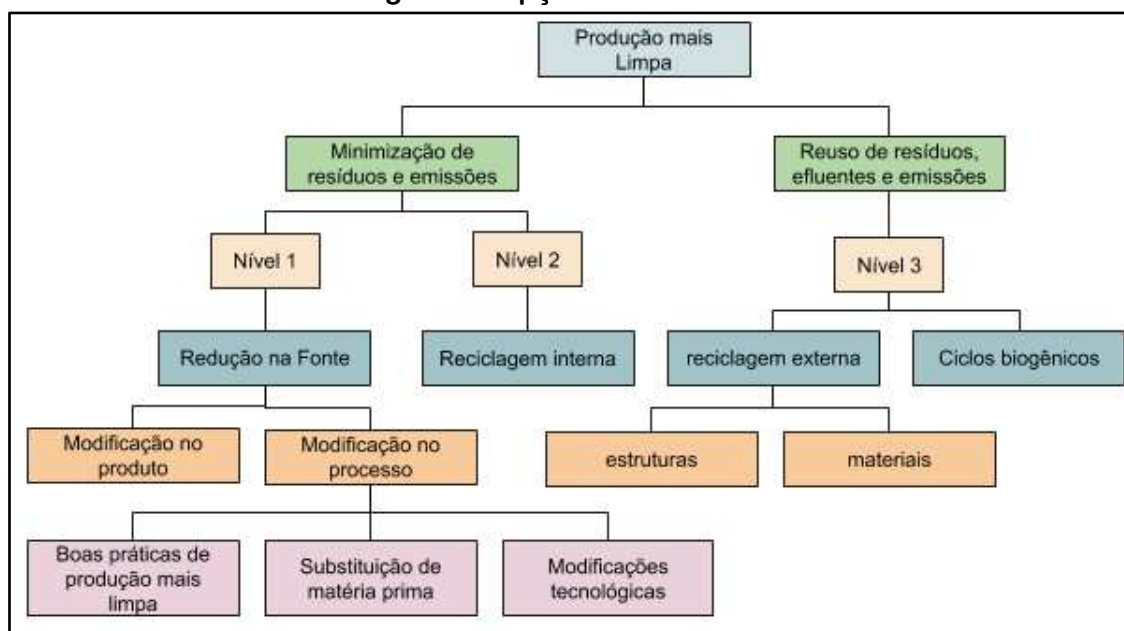 Produção mais
Limpa
Minimização de
resíduos e emissões
Reuso de resíduos,
efluentes e emissões
Nível 1
Nível 2
Nível 3
Redução na Fonte
Reciclagem interna
reciclagem externa
Ciclos biogênicos
Modificação no
produto
Modificação no
processo
estruturas
materiais
Boas práticas de
produção mais
limpa
Substituição de
matéria prima
Modificações
tecnológicas